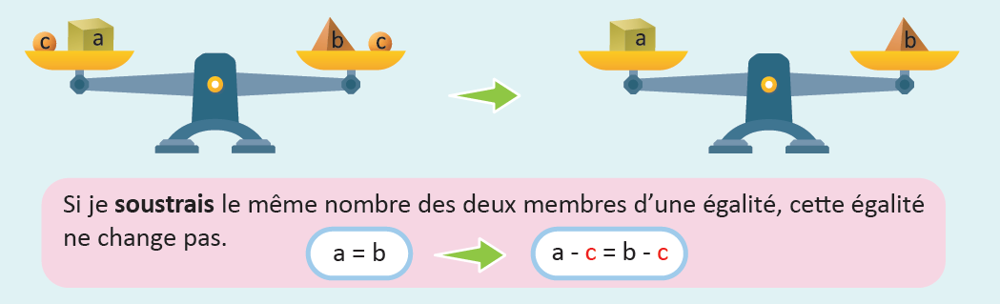 c a b c a b
Si je soustrais le même nombre des deux membres d’une égalité, cette égalité
ne change pas.
a = b a - c = b - c